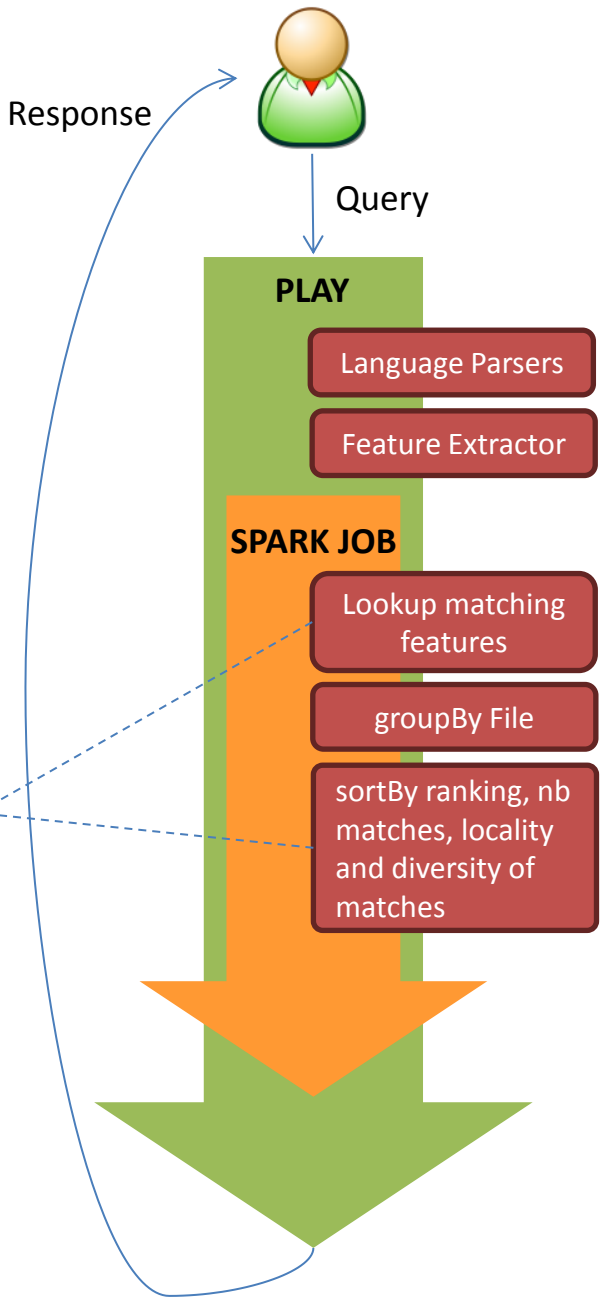 Response
Query
PLAY
Language Parsers
Feature Extractor
SPARK JOB
Lookup matching
features
groupBy File
sortBy ranking, nb
matches, locality
and diversity of
matches